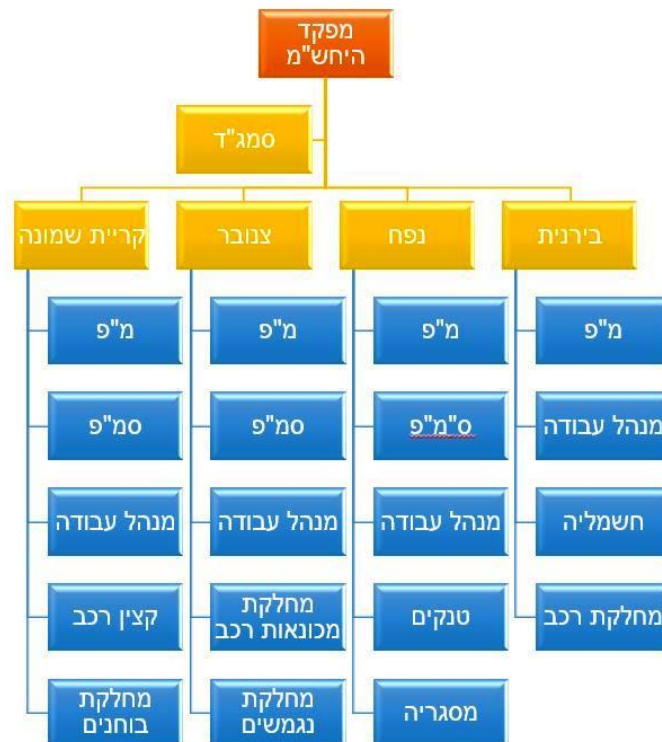 מפקד
היחש"מ
סמג"ד
בירנית
נפח
צנובר
קריית שמונה
מ"פ
מ"פ
מ"פ
מ"פ
מנהל עבודה
ס"מ"פ
סמ"פ
סמ"פ
חשמליה
מנהל עבודה
מנהל עבודה
מנהל עבודה
מחלקת רכב
טנקים
מחלקת
מכונאות רכב
קצין רכב
מסגריה
מחלקת
נגמשים
מחלקת
בוחנים